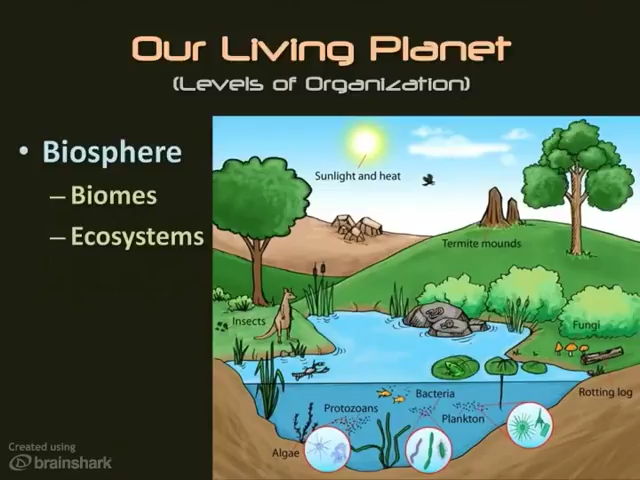 Our Living Planet
(Levels of Organization)
• Biosphere
– Biomes
– Ecosystems
Sunlight and heat
Termite mounds
Insects
Fungi
Rotting log
Bacteria
Protozoans
Plankton
Algae
Created using
brainshark